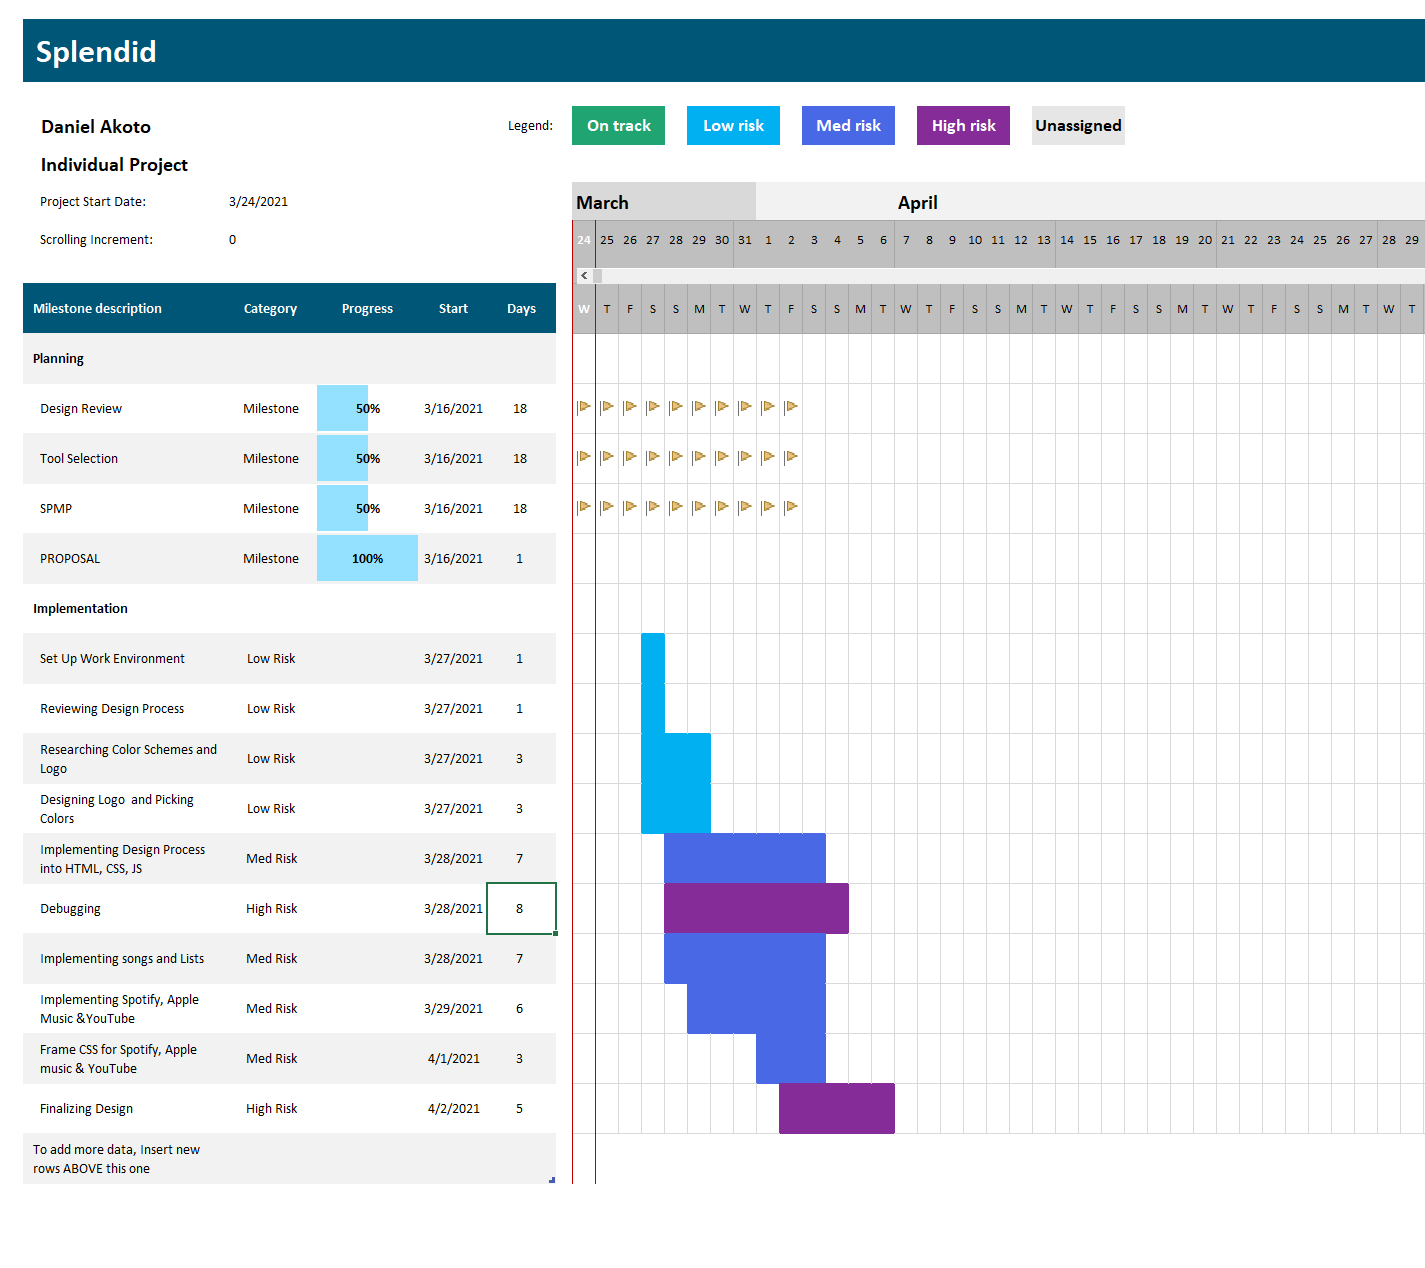 Splendid
Daniel Akoto
Legend:
On track
Low risk
Med risk
High risk
Unassigned
Individual Project
Project Start Date: 3/24/2021
March April
Scrolling Increment: 0
24 25 26 27 28 29 30 31 1 2 3 4 5 6 7 8 9 10 11 12 13 14 15 16 17 18 19 20 21 22 23 24 25 26 27 28 29
Milestone description Category Progress Start Days
W T F S S M T W T F S S M T W T F S S M T W T F S S M T W T F S S M T W T
Planning
Design Review Milestone 50% 3/16/2021 18
Tool Selection Milestone 50% 3/16/2021 18
SPMP Milestone 50% 3/16/2021 18
PROPOSAL Milestone 100% 3/16/2021 1
Implementation
Set Up Work Environment Low Risk 3/27/2021 1
Reviewing Design Process Low Risk 3/27/2021 1
Researching Color Schemes and
Logo
Low Risk 3/27/2021 3
Designing Logo  and Picking
Colors
Low Risk 3/27/2021 3
Implementing Design Process
into HTML, CSS, JS
Med Risk 3/28/2021 7
Debugging High Risk 3/28/2021 8
Implementing songs and Lists Med Risk 3/28/2021 7
Implementing Spotify, Apple
Music &YouTube
Med Risk 3/29/2021 6
Frame CSS for Spotify, Apple
music & YouTube
Med Risk 4/1/2021 3
Finalizing Design High Risk 4/2/2021 5
To add more data, Insert new
rows ABOVE this one